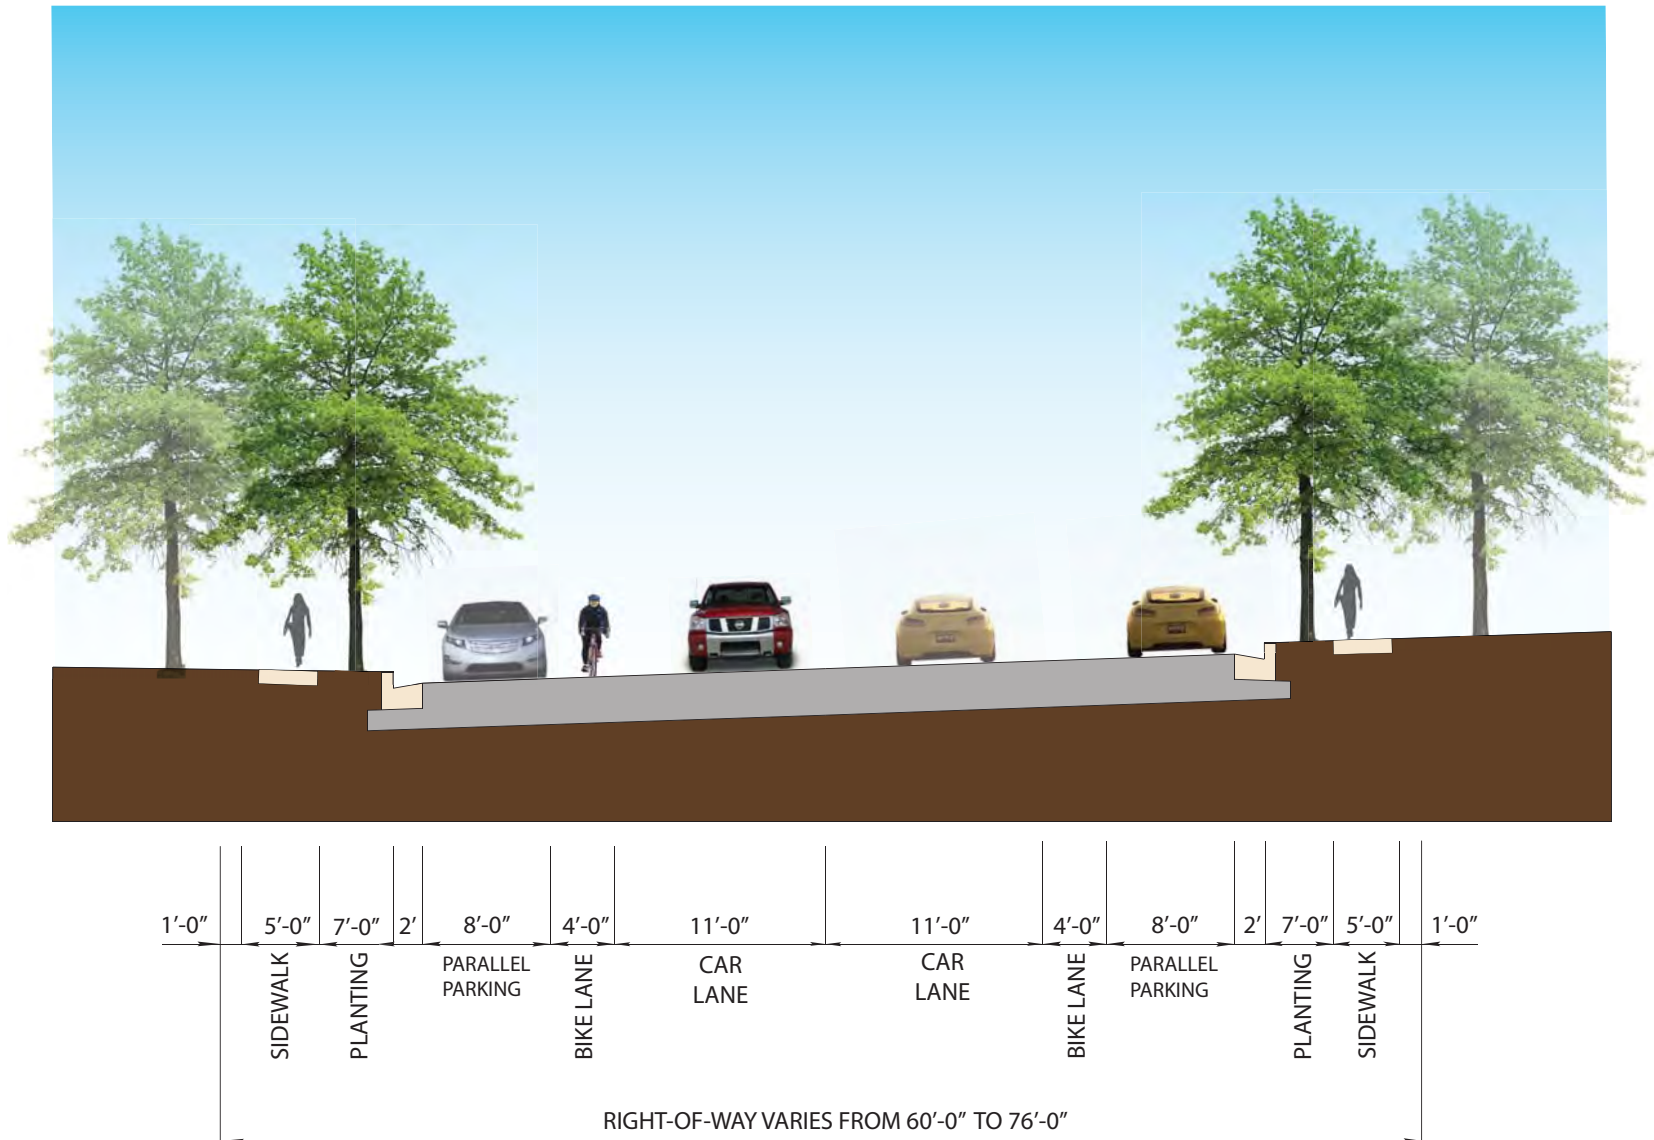 1'-0" 5'-0" 7'-0" 2' 8'-0" 4'-0" 11'-0" 11'-0" 4'-0" 8'-0" 2' 7'-0" 5'-0" 1'-0"
SIDEWALK
PLANTING
PARALLEL
PARKING
BIKE LANE
CAR
LANE
CAR
LANE
BIKE LANE
PARALLEL
PARKING
PLANTING
SIDEWALK
RIGHT-OF-WAY VARIES FROM 60'-0" TO 76'-0"